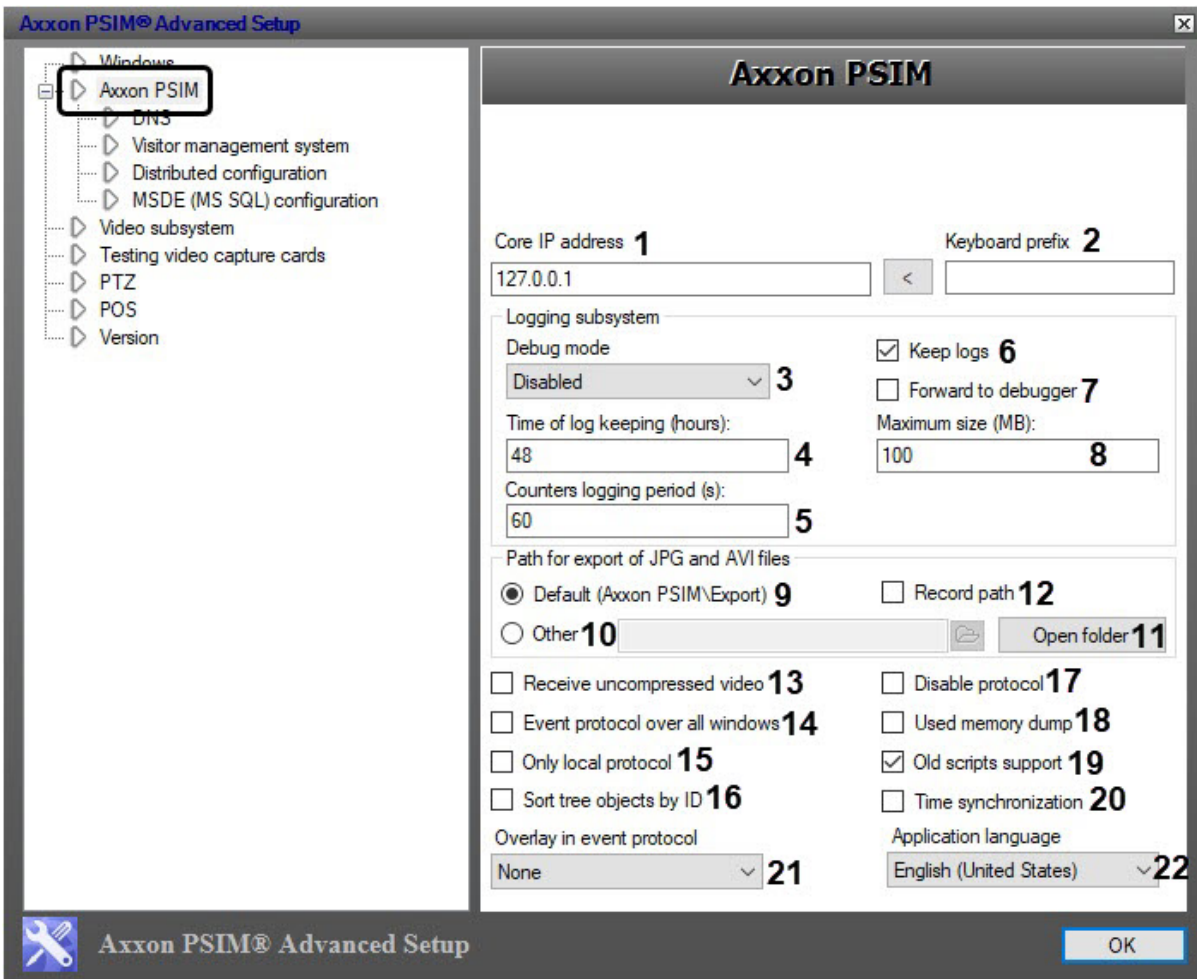 Axxon PSIM® Advanced Setup
Windows
Axxon PSIM
DNS
Visitor management system
Distributed configuration
MSDE (MS SQL) configuration
Video subsystem
Testing video capture cards
PTZ
POS
Version
Axxon PSIM
Core IP address 1
Keyboard prefix 2
127.0.0.1
<
Logging subsystem
Debug mode
Disabled 3
Keep logs 6
Forward to debugger 7
Time of log keeping (hours):
Maximum size (MB):
48 4
100 8
Counters logging period (s):
60 5
Path for export of JPG and AVI files
Default (Axxon PSIM\Export) 9
Record path 12
Other 10
Open folder 11
Receive uncompressed video 13
Disable protocol 17
Event protocol over all windows 14
Used memory dump 18
Only local protocol 15
Old scripts support 19
Sort tree objects by ID 16
Time synchronization 20
Overlay in event protocol
Application language
None 21
English (United States) 22
Axxon PSIM® Advanced Setup
OK